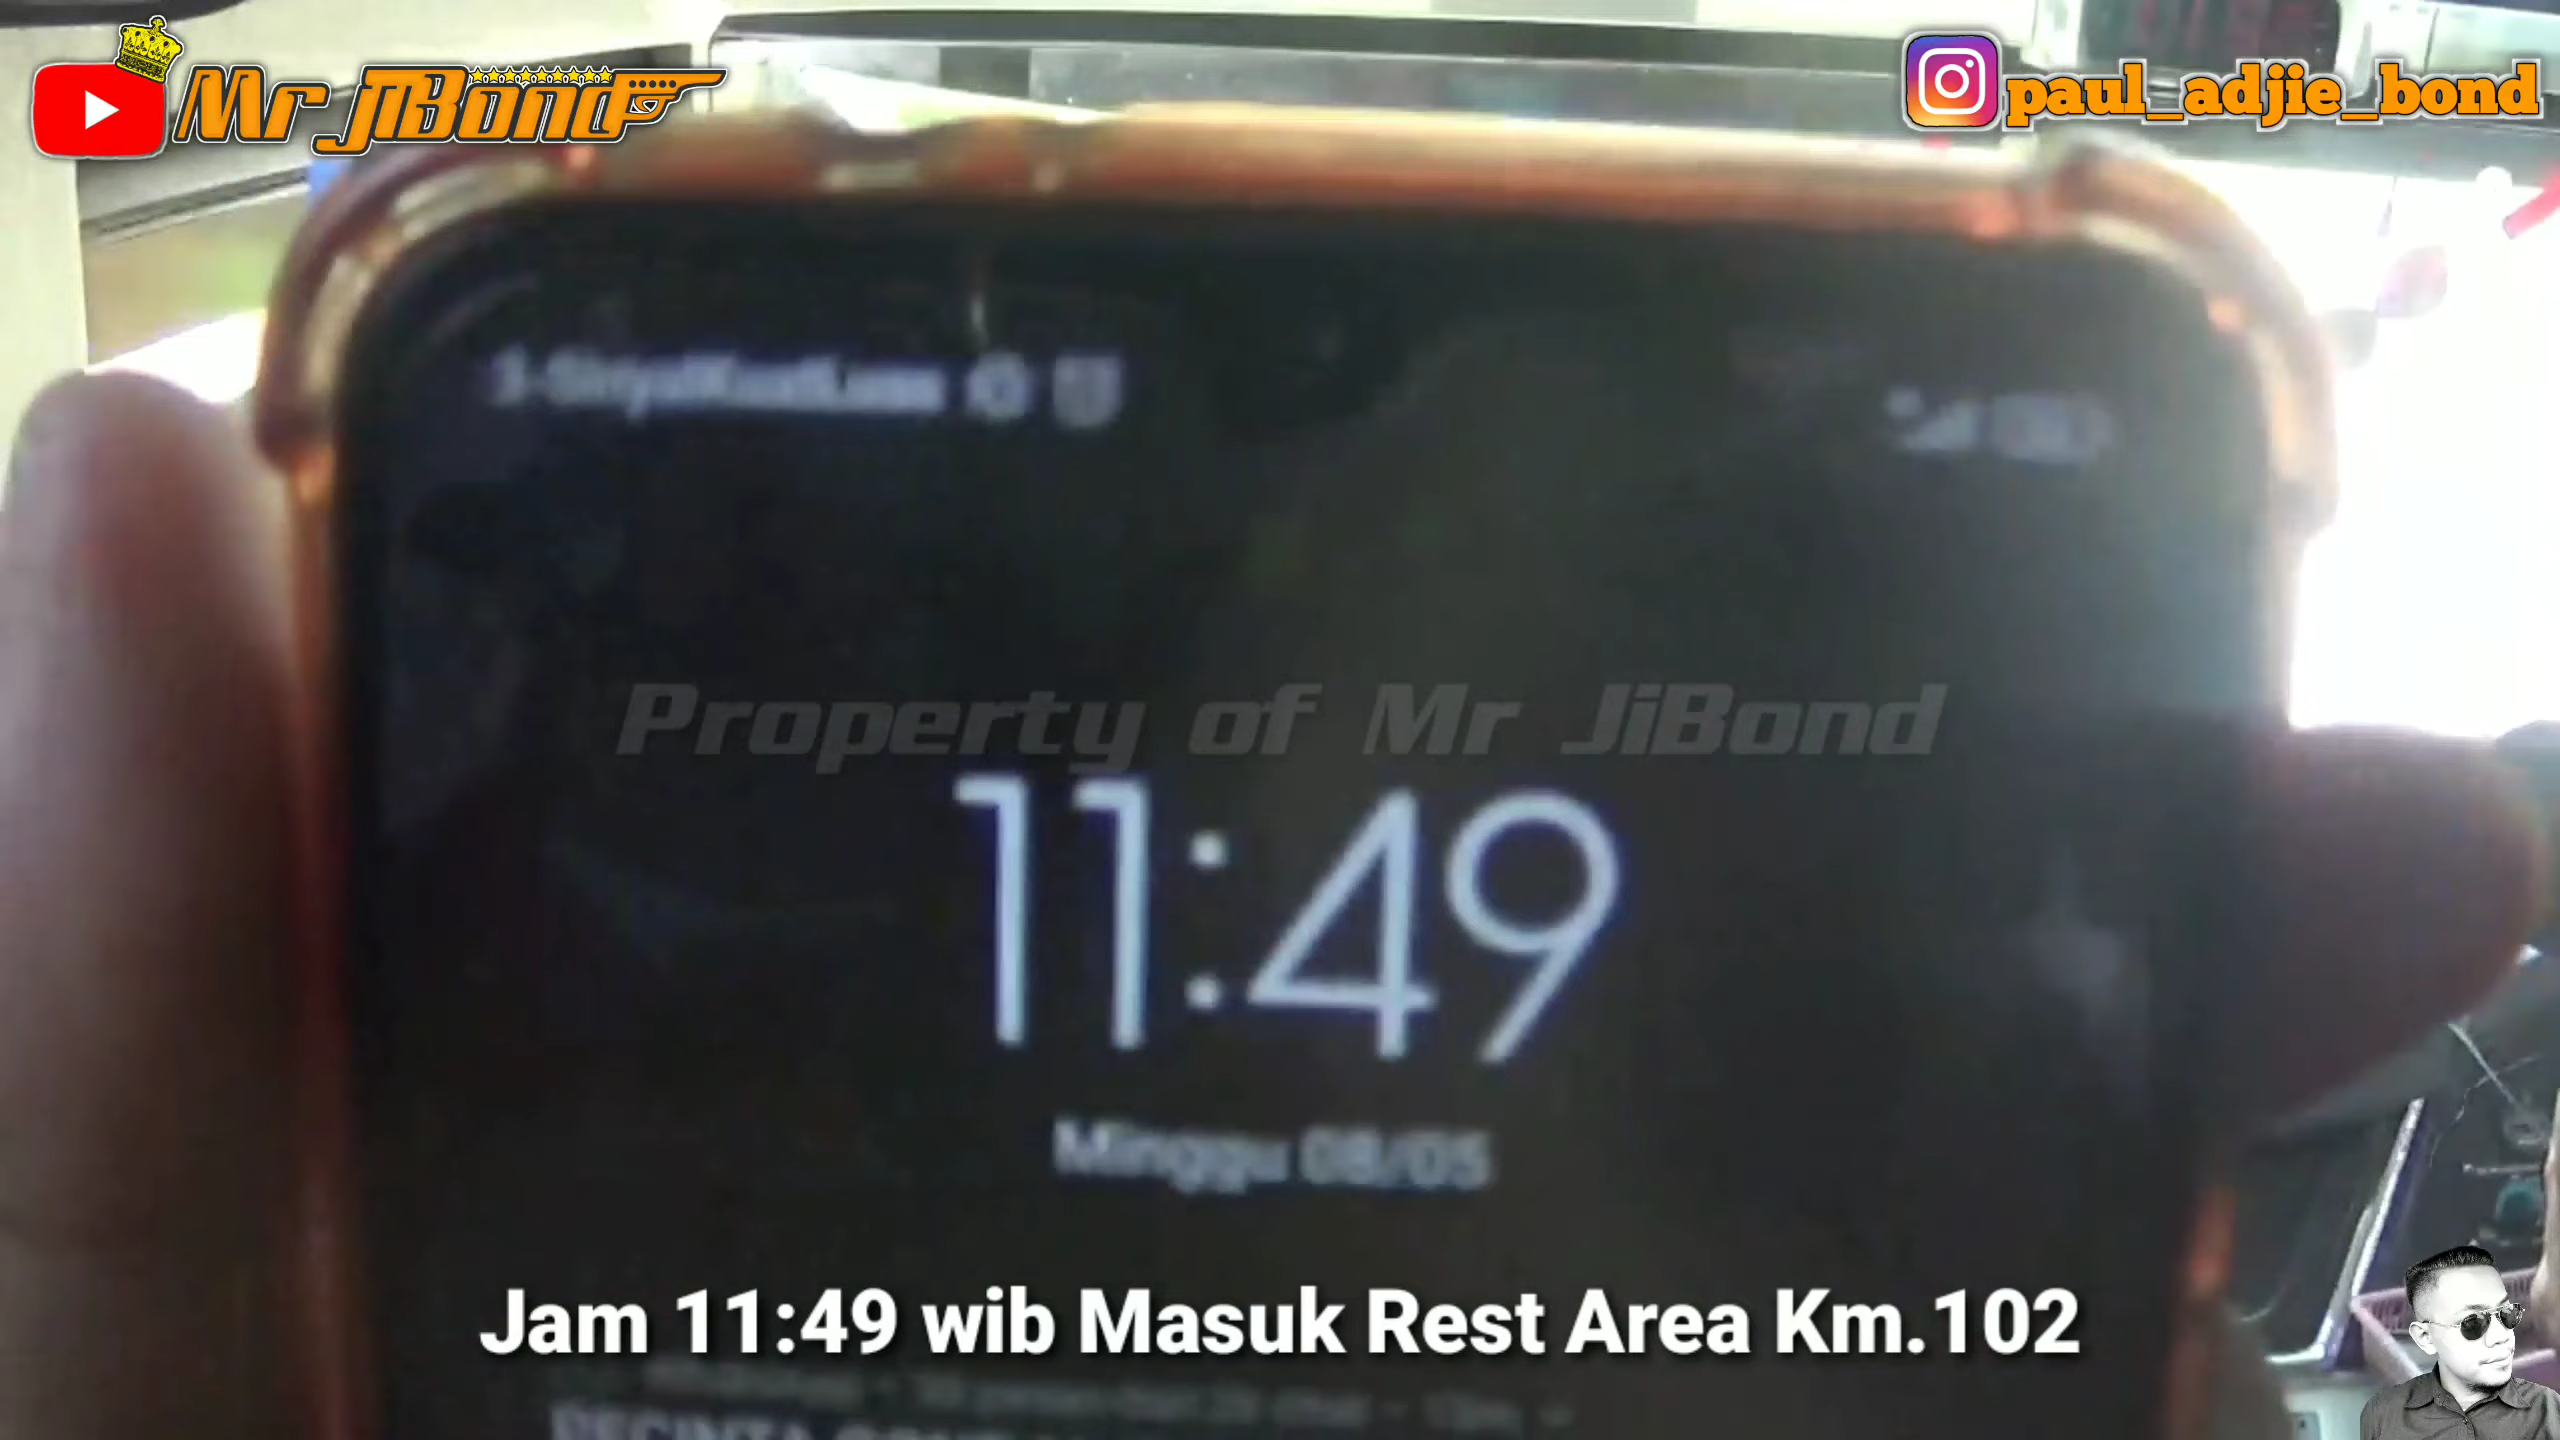 Mr JiBond
paul_adjie_bond
Property of Mr JiBond
11:49
Minggu 08/05
Jam 11:49 wib Masuk Rest Area Km.102